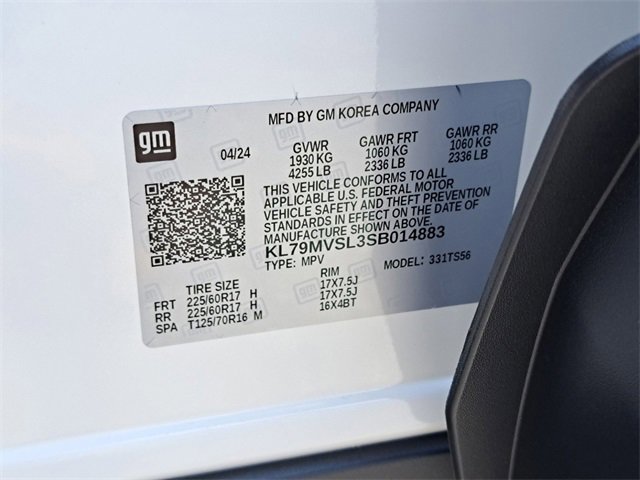 MFD BY GM KOREA COMPANY
gm
04/24
GVWR GAWR FRT GAWR RR
1930 KG 1060 KG 1060 KG
4255 LB 2336 LB 2336 LB
THIS VEHICLE CONFORMS TO ALL
APPLICABLE U.S. FEDERAL MOTOR
VEHICLE SAFETY AND THEFT PREVENTION
STANDARDS IN EFFECT ON THE DATE OF
MANUFACTURE SHOWN ABOVE.
KL79MVSL3SB014883
TYPE: MPV MODEL: 331TS56
TIRE SIZE RIM
FRT 225/60R17 H 17X7.5J
RR 225/60R17 H 17X7.5J
SPA T125/70R16 M 16X4BT